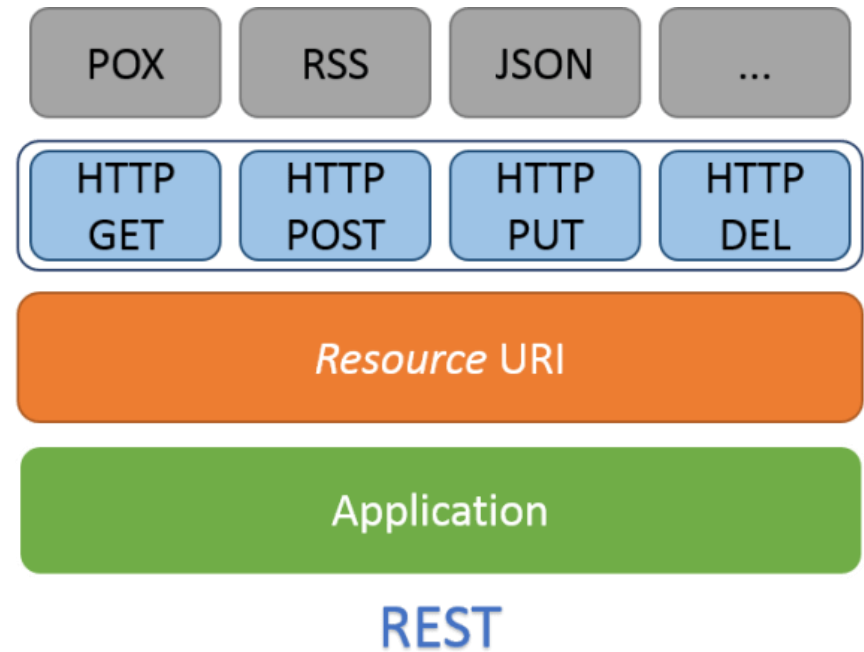 POX
RSS
JSON
...
HTTP
GET
HTTP
POST
HTTP
PUT
HTTP
DEL
Resource URI
Application
REST